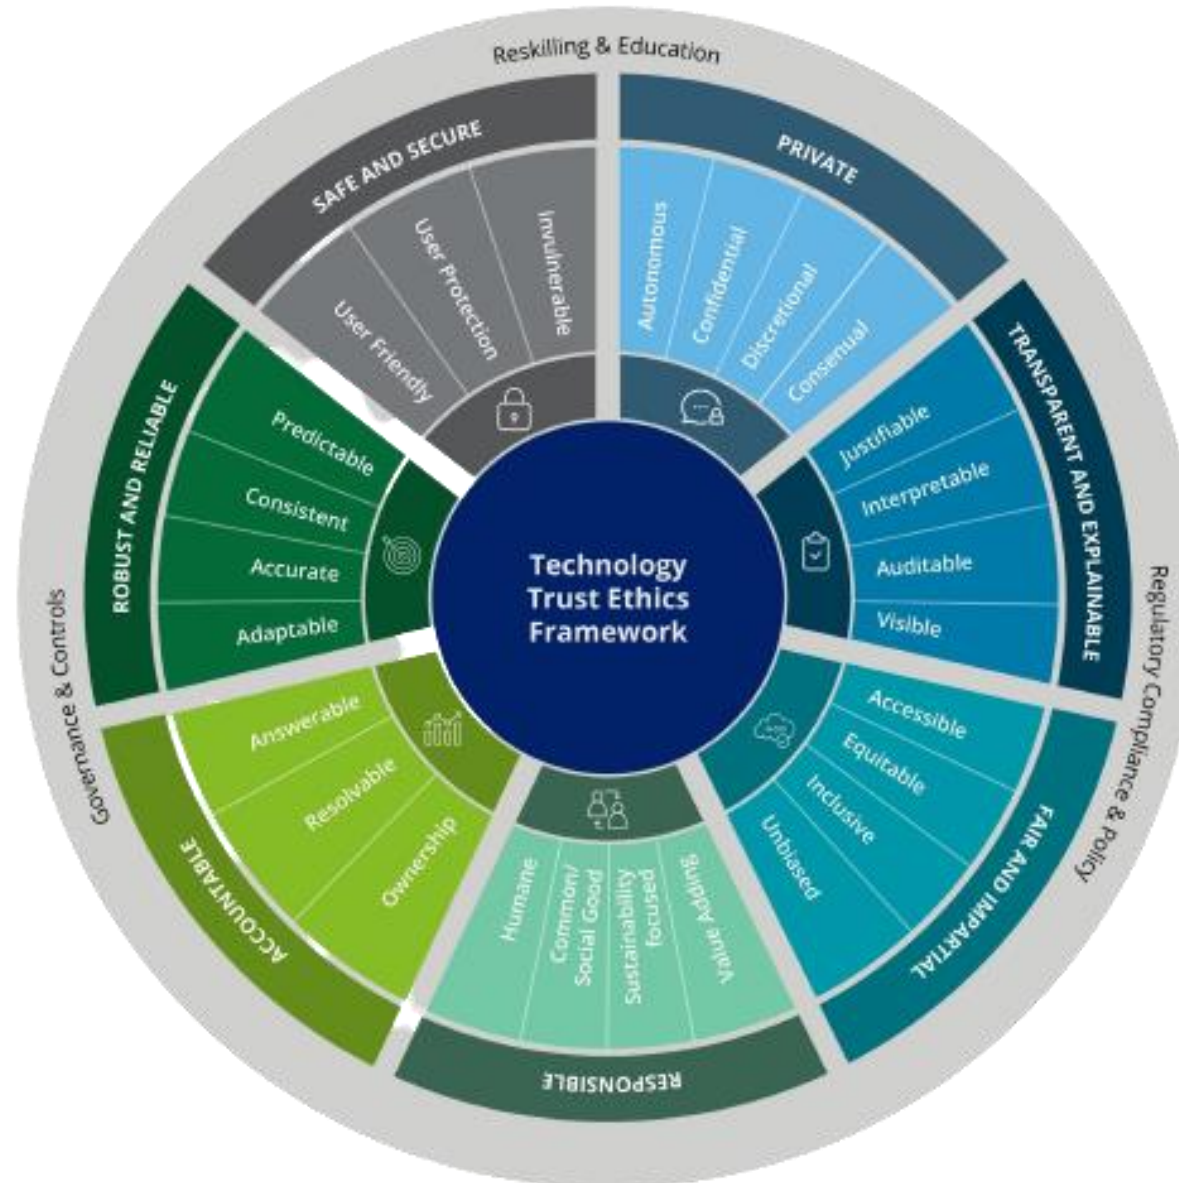 Reskilling & Education
SAFE AND SECURE
User Friendly
User Protection
Invulnerable
PRIVATE
Autonomous
Confidential
Discretional
Consensual
TRANSPARENT AND EXPLAINABLE
Justifiable
Interpretable
Auditable
Visible
Regulatory Compliance & Policy
FAIR AND IMPARTIAL
Accessible
Equitable
Inclusive
Unbiased
RESPONSIBLE
Value Adding
Sustainability
focused
Common/
Social Good
Humane
ACCOUNTABLE
Ownership
Resolvable
Answerable
Governance & Controls
ROBUST AND RELIABLE
Adaptable
Accurate
Consistent
Predictable
Technology
Trust Ethics
Framework